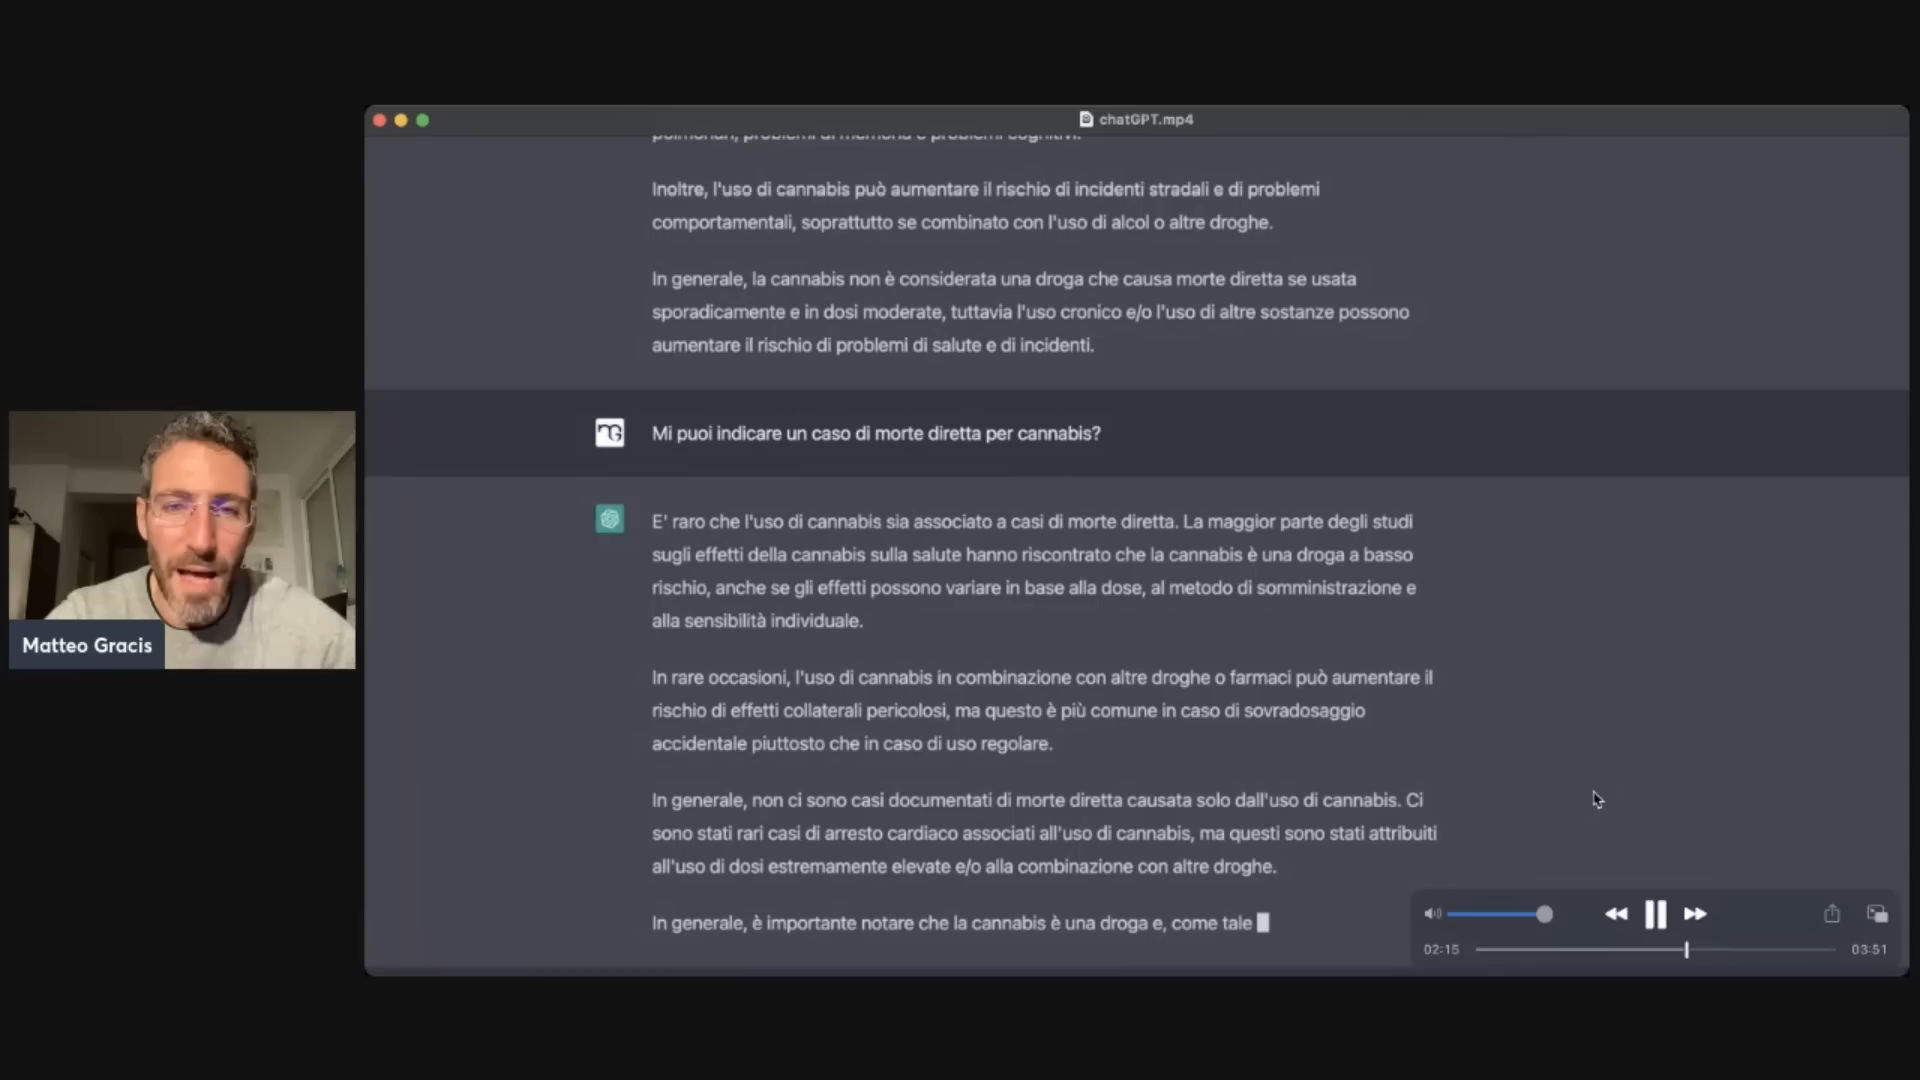 chatGPT.mp4
polmonari, problemi di memoria e problemi cognitivi.
Inoltre, l'uso di cannabis può aumentare il rischio di incidenti stradali e di problemi
comportamentali, soprattutto se combinato con l'uso di alcol o altre droghe.
In generale, la cannabis non è considerata una droga che causa morte diretta se usata
sporadicamente e in dosi moderate, tuttavia l'uso cronico e/o l'uso di altre sostanze possono
aumentare il rischio di problemi di salute e di incidenti.
Mi puoi indicare un caso di morte diretta per cannabis?
E' raro che l'uso di cannabis sia associato a casi di morte diretta. La maggior parte degli studi
sugli effetti della cannabis sulla salute hanno riscontrato che la cannabis è una droga a basso
rischio, anche se gli effetti possono variare in base alla dose, al metodo di somministrazione e
alla sensibilità individuale.
In rare occasioni, l'uso di cannabis in combinazione con altre droghe o farmaci può aumentare il
rischio di effetti collaterali pericolosi, ma questo è più comune in caso di sovradosaggio
accidentale piuttosto che in caso di uso regolare.
In generale, non ci sono casi documentati di morte diretta causata solo dall'uso di cannabis. Ci
sono stati rari casi di arresto cardiaco associati all'uso di cannabis, ma questi sono stati attribuiti
all'uso di dosi estremamente elevate e/o alla combinazione con altre droghe.
In generale, è importante notare che la cannabis è una droga e, come tale
02:15
03:51
Matteo Gracis